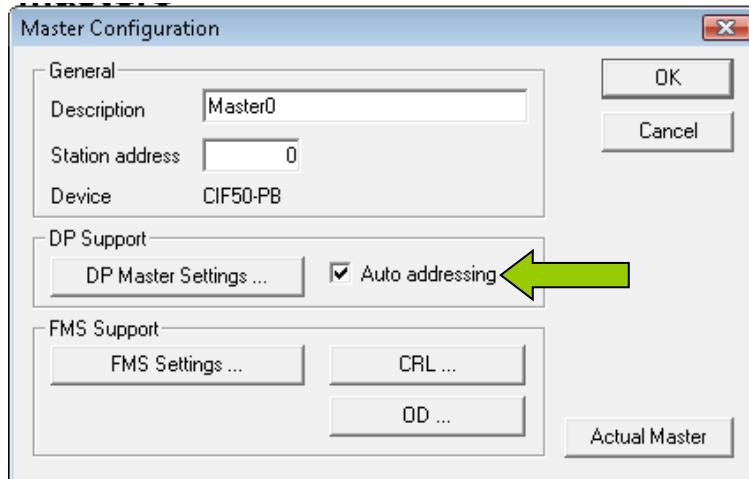 Master Configuration
General
Description Master0
Station address 0
Device CIF50-PB
OK
Cancel
DP Support
DP Master Settings ... Auto addressing
FMS Support
FMS Settings ... CRL ...
OD ...
Actual Master